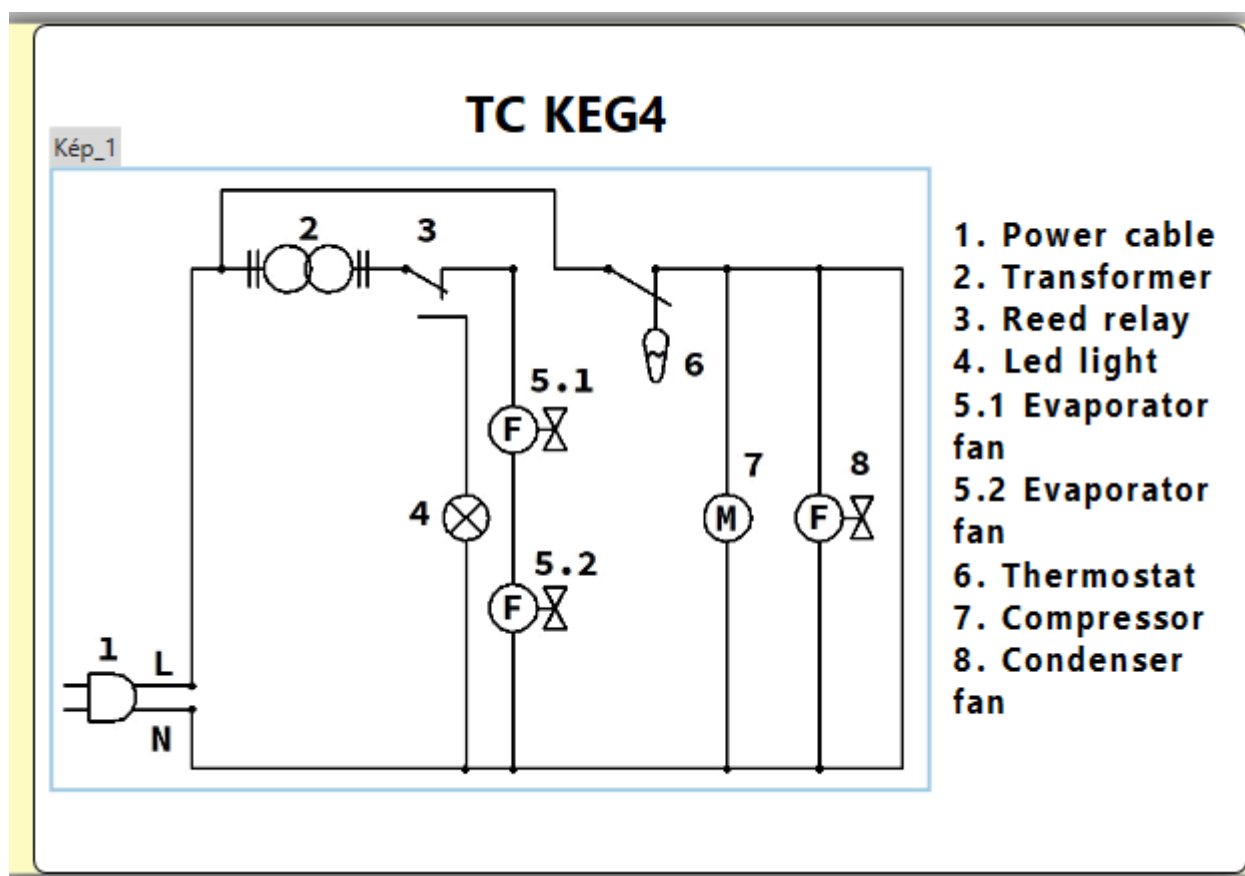 TC KEG4
Kép_1
2
3
6
5.1
7
8
4
5.2
1
L
N
F
F
M
F
1. Power cable
2. Transformer
3. Reed relay
4. Led light
5.1 Evaporator
fan
5.2 Evaporator
fan
6. Thermostat
7. Compressor
8. Condenser
fan